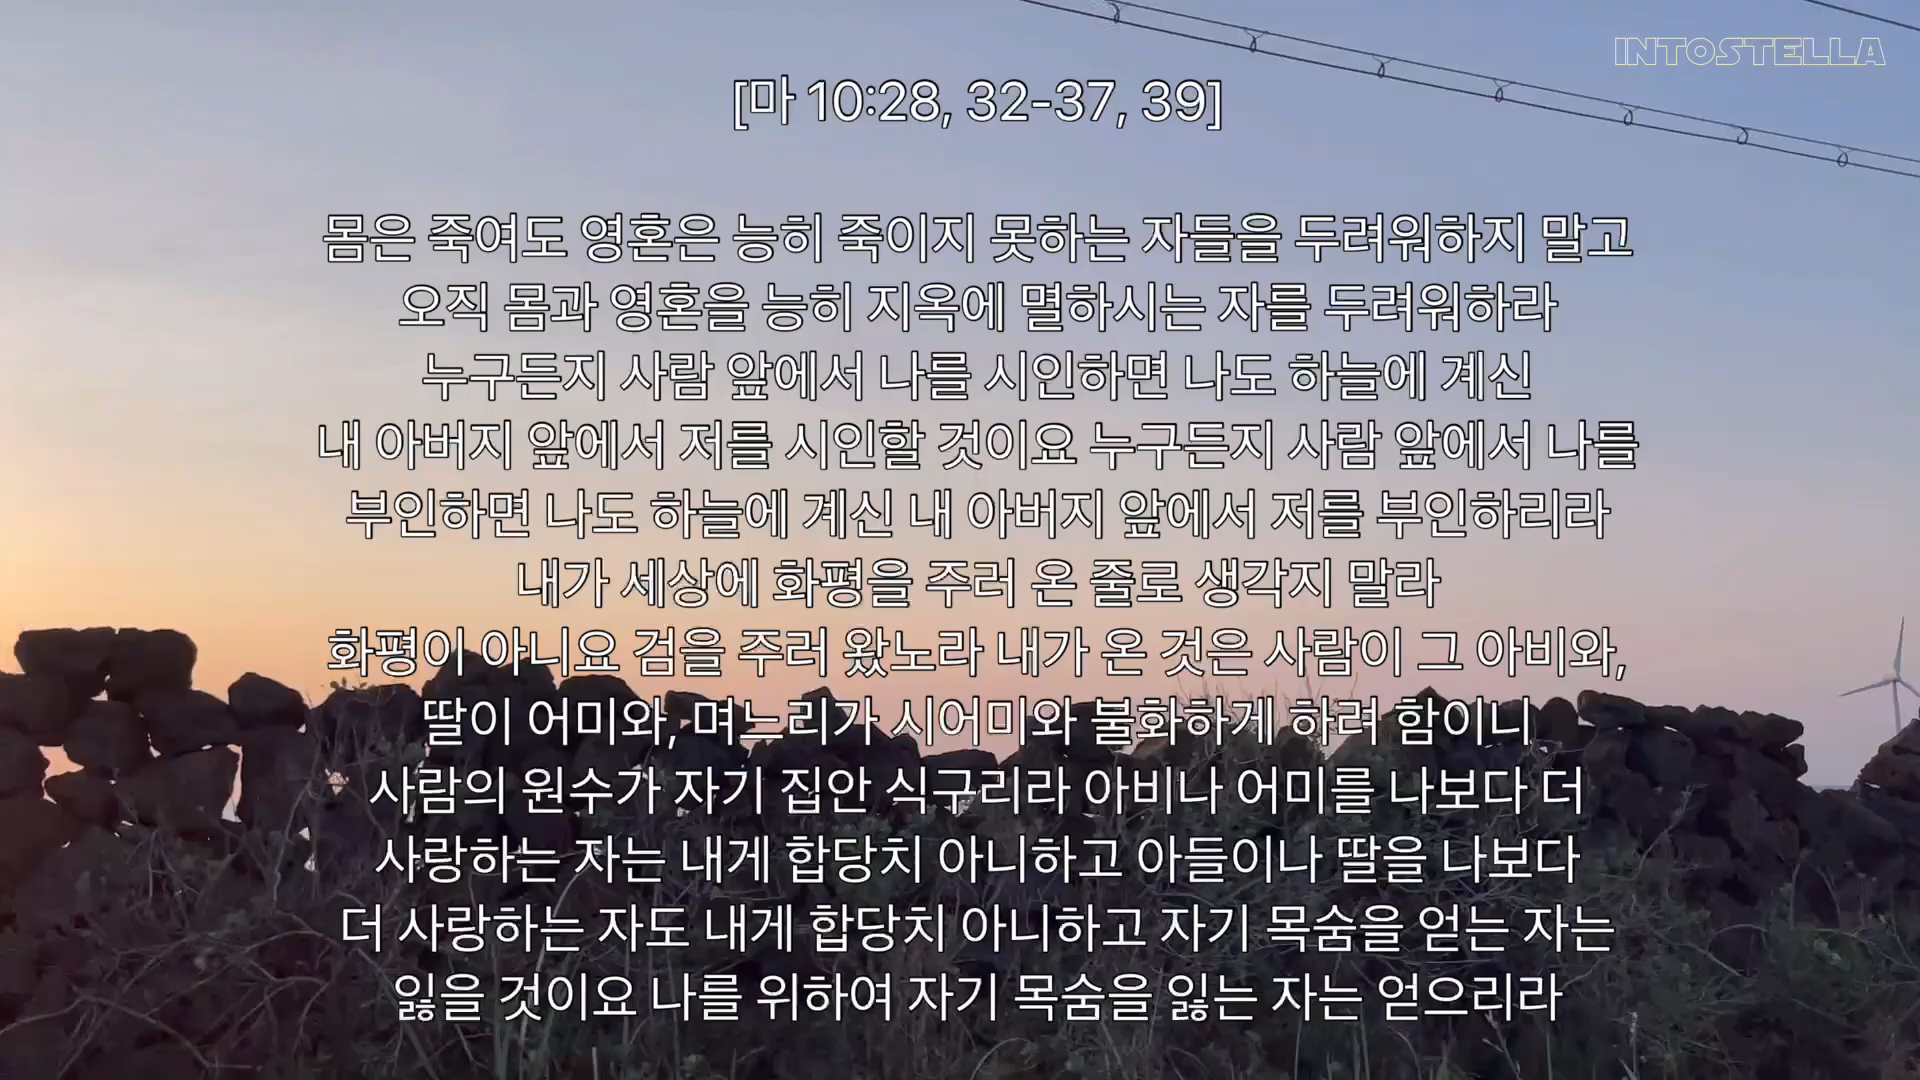 INTOSTELLA
[마 10:28, 32-37, 39]
몸은 죽여도 영혼은 능히 죽이지 못하는 자들을 두려워하지 말고
오직 몸과 영혼을 능히 지옥에 멸하시는 자를 두려워하라
누구든지 사람 앞에서 나를 시인하면 나도 하늘에 계신
내 아버지 앞에서 저를 시인할 것이요 누구든지 사람 앞에서 나를
부인하면 나도 하늘에 계신 내 아버지 앞에서 저를 부인하리라
내가 세상에 화평을 주러 온 줄로 생각지 말라
화평이 아니요 검을 주러 왔노라 내가 온 것은 사람이 그 아비와,
딸이 어미와, 며느리가 시어미와 불화하게 하려 함이니
사람의 원수가 자기 집안 식구리라 아비나 어미를 나보다 더
사랑하는 자는 내게 합당치 아니하고 아들이나 딸을 나보다
더 사랑하는 자도 내게 합당치 아니하고 자기 목숨을 얻는 자는
잃을 것이요 나를 위하여 자기 목숨을 잃는 자는 얻으리라